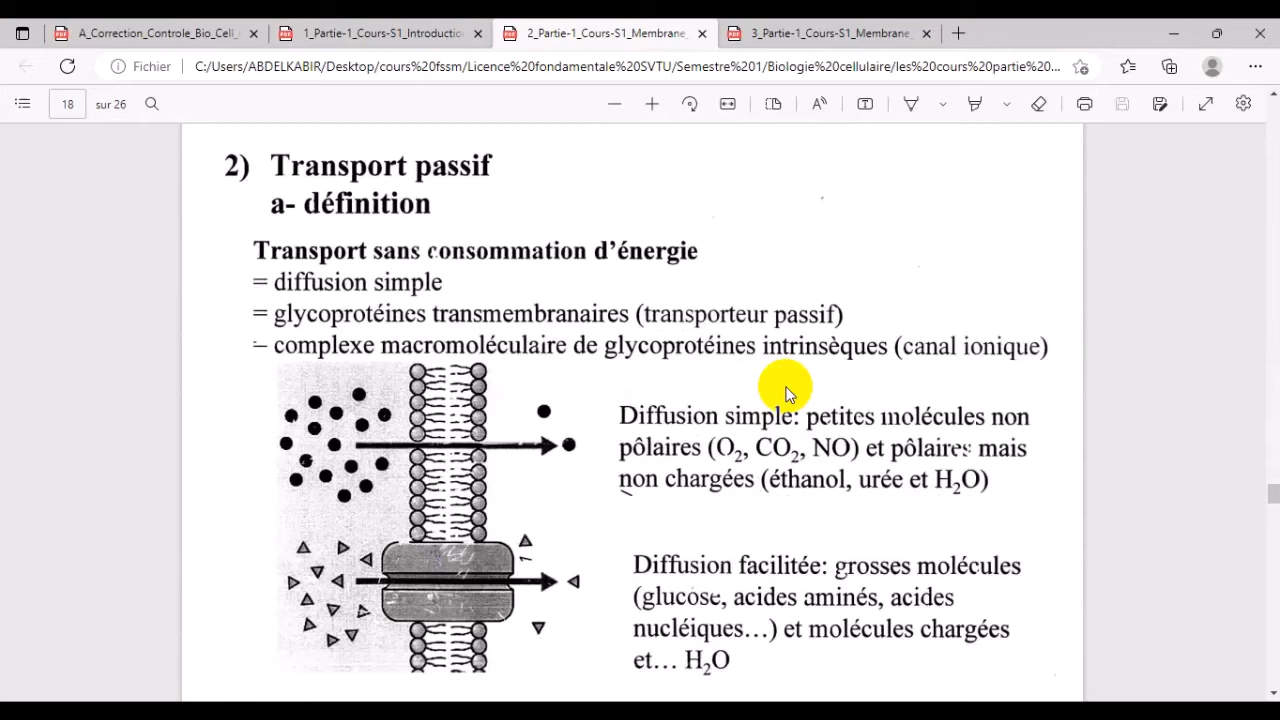 A_Correction_Controle_Bio_Cell_
1_Partie-1_Cours-S1_Introductio
2_Partie-1_Cours-S1_Membrane_
3_Partie-1_Cours-S1_Membrane_
Fichier
C:/Users/ABDELKABIR/Desktop/cours%20fssm/Licence%20fondamentale%20SVTU/Semestre%201/Biologie%20cellulaire/les%20cours%20partie%20...
18 sur 26
2) Transport passif
a- définition
Transport sans consommation d'énergie
= diffusion simple
= glycoprotéines transmembranaires (transporteur passif)
= complexe macromoléculaire de glycoprotéines intrinsèques (canal ionique)
Diffusion simple: petites molécules non
pôlaires (O₂, CO₂, NO) et pôlaires mais
non chargées (éthanol, urée et H₂O)
Diffusion facilitée: grosses molécules
(glucose, acides aminés, acides
nucléiques…) et molécules chargées
et… H₂O